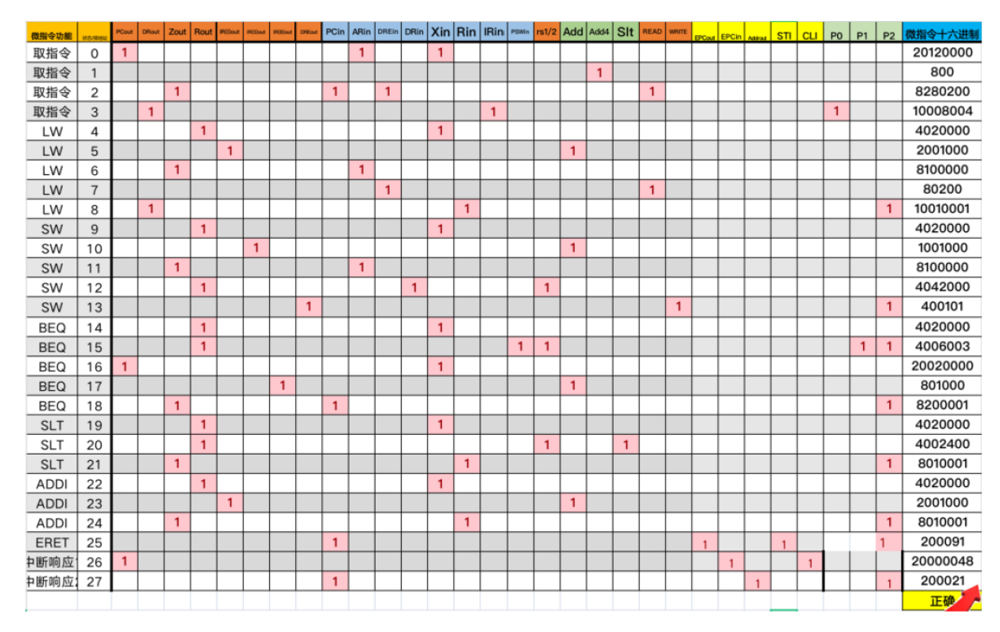 微指令功能 状态/微地址 PCout DRout Zout Rout IR(I)out IR(S)out IR(B)out DREout PCin ARin DREin DRin Xin Rin IRin PSWin rs1/2 Add Add4 Slt READ WRITE EPCout EPCin Addrout STI CLI P0 P1 P2 微指令十六进制
取指令 0 1 1 1 20120000
取指令 1 1 800
取指令 2 1 1 1 1 8280200
取指令 3 1 1 1 10008004
LW 4 1 1 4020000
LW 5 1 1 2001000
LW 6 1 1 8100000
LW 7 1 1 80200
LW 8 1 1 1 10010001
SW 9 1 1 4020000
SW 10 1 1 1001000
SW 11 1 1 8100000
SW 12 1 1 1 4042000
SW 13 1 1 1 400101
BEQ 14 1 1 4020000
BEQ 15 1 1 1 1 1 4006003
BEQ 16 1 1 20020000
BEQ 17 1 1 801000
BEQ 18 1 1 1 8200001
SLT 19 1 1 4020000
SLT 20 1 1 1 4002400
SLT 21 1 1 1 8010001
ADDI 22 1 1 4020000
ADDI 23 1 1 2001000
ADDI 24 1 1 1 8010001
ERET 25 1 1 1 1 200091
中断响应1 26 1 1 1 20000048
中断响应2 27 1 1 1 200021
正确